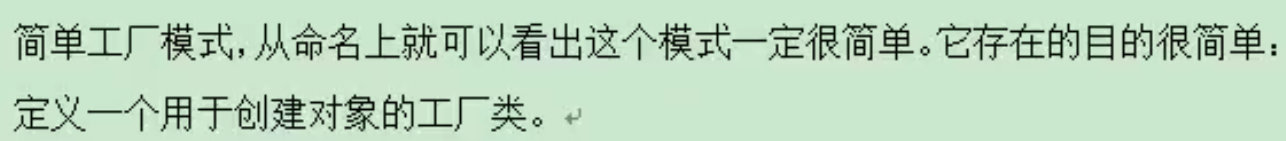 简单工厂模式，从命名上就可以看出这个模式一定很简单。它存在的目的很简单：
定义一个用于创建对象的工厂类。